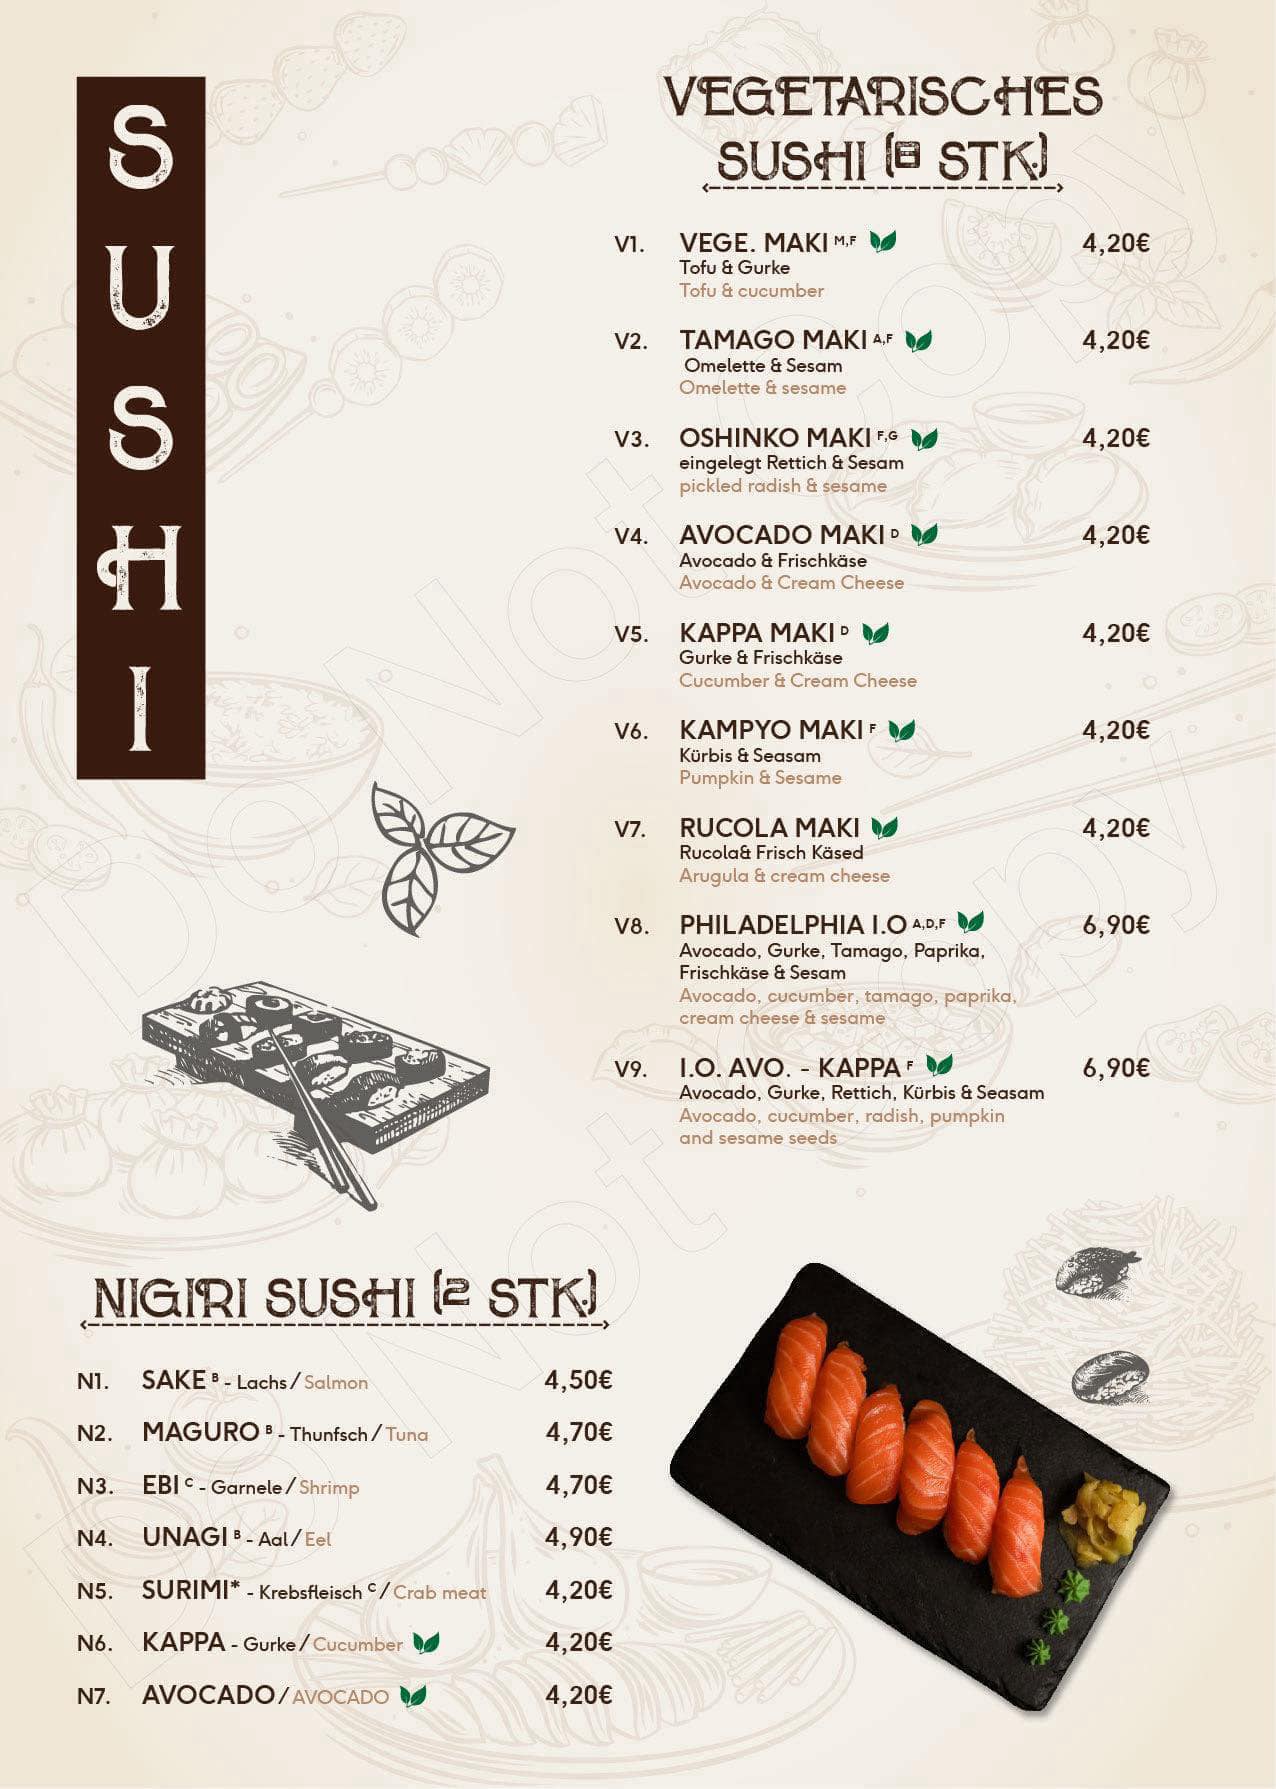 SUSHI
VEGETARISCHES
SUSHI (8 STK.)
V1. VEGE. MAKI M,F 4,20€
Tofu & Gurke
Tofu & cucumber
V2. TAMAGO MAKI A,F 4,20€
Omelette & Sesam
Omelette & sesame
V3. OSHINKO MAKI F,G 4,20€
eingelegt Rettich & Sesam
pickled radish & sesame
V4. AVOCADO MAKI D 4,20€
Avocado & Frischkäse
Avocado & Cream Cheese
V5. KAPPA MAKI D 4,20€
Gurke & Frischkäse
Cucumber & Cream Cheese
V6. KAMPYO MAKI F 4,20€
Kürbis & Seasam
Pumpkin & Sesame
V7. RUCOLA MAKI 4,20€
Rucola& Frisch Käsed
Arugula & cream cheese
V8. PHILADELPHIA I.O A,D,F 6,90€
Avocado, Gurke, Tamago, Paprika,
Frischkäse & Sesam
Avocado, cucumber, tamago, paprika,
cream cheese & sesame
V9. I.O. AVO. - KAPPA F 6,90€
Avocado, Gurke, Rettich, Kürbis & Seasam
Avocado, cucumber, radish, pumpkin
and sesame seeds
NIGIRI SUSHI (2 STK.)
N1. SAKE B - Lachs / Salmon 4,50€
N2. MAGURO B - Thunfsch / Tuna 4,70€
N3. EBI C - Garnele / Shrimp 4,70€
N4. UNAGI B - Aal / Eel 4,90€
N5. SURIMI* - Krebsfleisch C / Crab meat 4,20€
N6. KAPPA - Gurke / Cucumber 4,20€
N7. AVOCADO / AVOCADO 4,20€
Do Not Copy
Do Not Copy